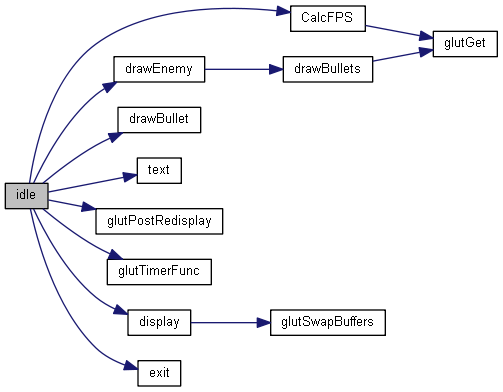 CalcFPS
glutGet
drawEnemy
drawBullets
drawBullet
text
idle
glutPostRedisplay
glutTimerFunc
display
glutSwapBuffers
exit